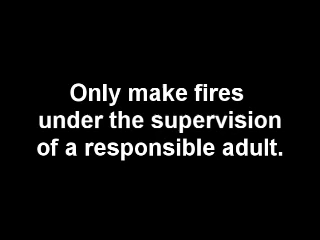 Only make fires
under the supervision
of a responsible adult.